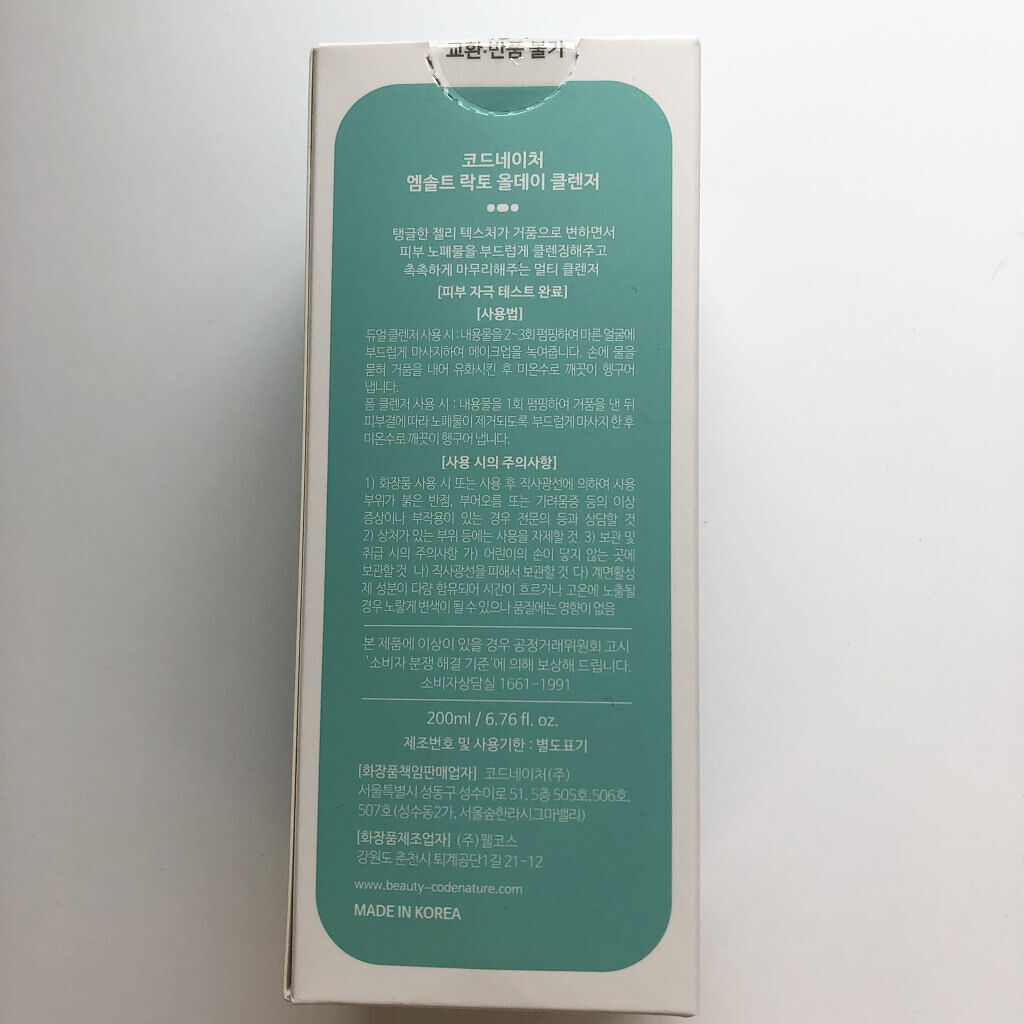 교환·반품 불가
코드네이처
엠솔트 락토 올데이 클렌저
탱글한 젤리 텍스처가 거품으로 변하면서
피부 노폐물을 부드럽게 클렌징해주고
촉촉하게 마무리해주는 멀티 클렌저
[피부 자극 테스트 완료]
[사용법]
듀얼 클렌저 사용 시 : 내용물을 2~3회 펌핑하여 마른 얼굴에
부드럽게 마사지하여 메이크업을 녹여줍니다. 손에 물을
묻혀 거품을 내어 유화시킨 후 미온수로 깨끗이 헹구어
냅니다.
폼 클렌저 사용 시 : 내용물을 1회 펌핑하여 거품을 낸 뒤
피부결에 따라 노폐물이 제거되도록 부드럽게 마사지 한 후
미온수로 깨끗이 헹구어 냅니다.
[사용 시의 주의사항]
1) 화장품 사용 시 또는 사용 후 직사광선에 의하여 사용
부위가 붉은 반점, 부어오름 또는 가려움증 등의 이상
증상이나 부작용이 있는 경우 전문의 등과 상담할 것
2) 상처가 있는 부위 등에는 사용을 자제할 것 3) 보관 및
취급 시의 주의사항 가) 어린이의 손이 닿지 않는 곳에
보관할 것 나) 직사광선을 피해서 보관할 것 다) 계면활성
제 성분이 다량 함유되어 시간이 흐르거나 고온에 노출될
경우 노랗게 변색이 될 수 있으나 품질에는 영향이 없음
본 제품에 이상이 있을 경우 공정거래위원회 고시
'소비자 분쟁 해결 기준'에 의해 보상해 드립니다.
소비자상담실 1661-1991
200ml / 6.76 fl. oz.
제조번호 및 사용기한 : 별도표기
[화장품책임판매업자] 코드네이처(주)
서울특별시 성동구 성수이로 51, 5층 505호,506호,
507호 (성수동2가, 서울숲한라시그마밸리)
[화장품제조업자] (주)웰코스
강원도 춘천시 퇴계공단1길 21-12
www.beauty-codenature.com
MADE IN KOREA